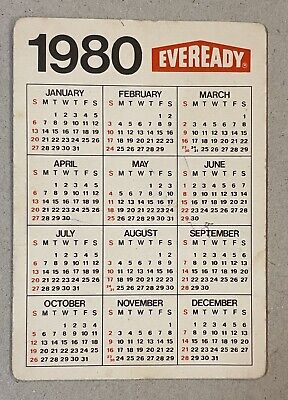 1980 EVEREADY ®
JANUARY
S M T W T F S
1 2 3 4 5
6 7 8 9 10 11 12
13 14 15 16 17 18 19
20 21 22 23 24 25 26
27 28 29 30 31
FEBRUARY
S M T W T F S
1 2
3 4 5 6 7 8 9
10 11 12 13 14 15 16
17 18 19 20 21 22 23
24 25 26 27 28 29
MARCH
S M T W T F S
1
2 3 4 5 6 7 8
9 10 11 12 13 14 15
16 17 18 19 20 21 22
23/30 24/31 25 26 27 28 29
APRIL
S M T W T F S
1 2 3 4 5
6 7 8 9 10 11 12
13 14 15 16 17 18 19
20 21 22 23 24 25 26
27 28 29 30
MAY
S M T W T F S
1 2 3
4 5 6 7 8 9 10
11 12 13 14 15 16 17
18 19 20 21 22 23 24
25 26 27 28 29 30 31
JUNE
S M T W T F S
1 2 3 4 5 6 7
8 9 10 11 12 13 14
15 16 17 18 19 20 21
22 23 24 25 26 27 28
29 30
JULY
S M T W T F S
1 2 3 4 5
6 7 8 9 10 11 12
13 14 15 16 17 18 19
20 21 22 23 24 25 26
27 28 29 30 31
AUGUST
S M T W T F S
1 2
3 4 5 6 7 8 9
10 11 12 13 14 15 16
17 18 19 20 21 22 23
24/31 25 26 27 28 29 30
SEPTEMBER
S M T W T F S
1 2 3 4 5 6
7 8 9 10 11 12 13
14 15 16 17 18 19 20
21 22 23 24 25 26 27
28 29 30
OCTOBER
S M T W T F S
1 2 3 4
5 6 7 8 9 10 11
12 13 14 15 16 17 18
19 20 21 22 23 24 25
26 27 28 29 30 31
NOVEMBER
S M T W T F S
1
2 3 4 5 6 7 8
9 10 11 12 13 14 15
16 17 18 19 20 21 22
23/30 24 25 26 27 28 29
DECEMBER
S M T W T F S
1 2 3 4 5 6
7 8 9 10 11 12 13
14 15 16 17 18 19 20
21 22 23 24 25 26 27
28 29 30 31